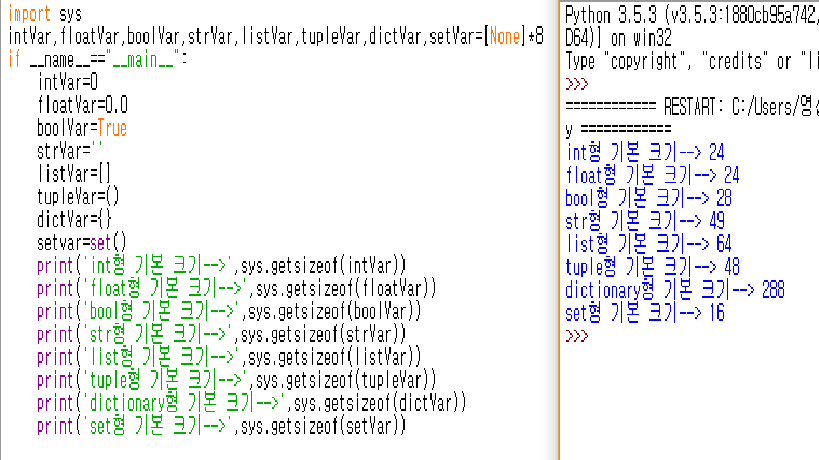 import sys
intVar,floatVar,boolVar,strVar,listVar,tupleVar,dictVar,setVar=[None]*8
if __name__=="__main__":
    intVar=0
    floatVar=0.0
    boolVar=True
    strVar=''
    listVar=[]
    tupleVar=()
    dictVar={}
    setvar=set()
    print('int형 기본 크기-->',sys.getsizeof(intVar))
    print('float형 기본 크기-->',sys.getsizeof(floatVar))
    print('bool형 기본 크기-->',sys.getsizeof(boolVar))
    print('str형 기본 크기-->',sys.getsizeof(strVar))
    print('list형 기본 크기-->',sys.getsizeof(listVar))
    print('tuple형 기본 크기-->',sys.getsizeof(tupleVar))
    print('dictionary형 기본 크기-->',sys.getsizeof(dictVar))
    print('set형 기본 크기-->',sys.getsizeof(setVar))
Python 3.5.3 (v3.5.3:1880cb95a742,
D64)] on win32
Type "copyright", "credits" or "li
>>>
============ RESTART: C:/Users/영
y ============
int형 기본 크기--> 24
float형 기본 크기--> 24
bool형 기본 크기--> 28
str형 기본 크기--> 49
list형 기본 크기--> 64
tuple형 기본 크기--> 48
dictionary형 기본 크기--> 288
set형 기본 크기--> 16
>>>